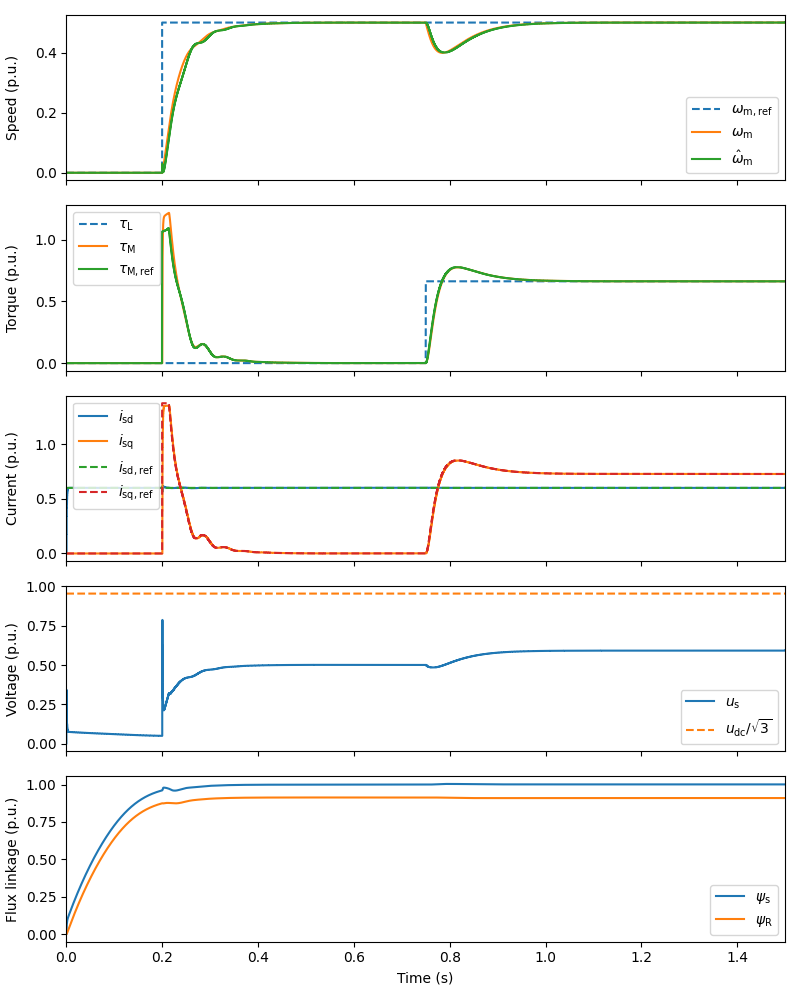 Speed (p.u.)
0.4
0.2
0.0
ω_m,ref
ω_m
ω̂_m
Torque (p.u.)
1.0
0.5
0.0
τ_L
τ_M
τ_M,ref
Current (p.u.)
1.0
0.5
0.0
i_sd
i_sq
i_sd,ref
i_sq,ref
Voltage (p.u.)
1.00
0.75
0.50
0.25
0.00
u_s
u_dc/√3
Flux linkage (p.u.)
1.00
0.75
0.50
0.25
0.00
ψ_s
ψ_R
0.0 0.2 0.4 0.6 0.8 1.0 1.2 1.4
Time (s)